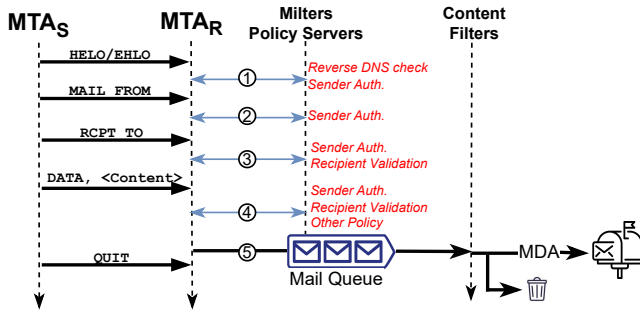 MTAS
MTAR
Milters
Policy Servers
Content
Filters
HELO/EHLO
1
Reverse DNS check
Sender Auth.
MAIL FROM
2
Sender Auth.
RCPT TO
3
Sender Auth.
Recipient Validation
DATA, <Content>
4
Sender Auth.
Recipient Validation
Other Policy
5
MDA
QUIT
Mail Queue